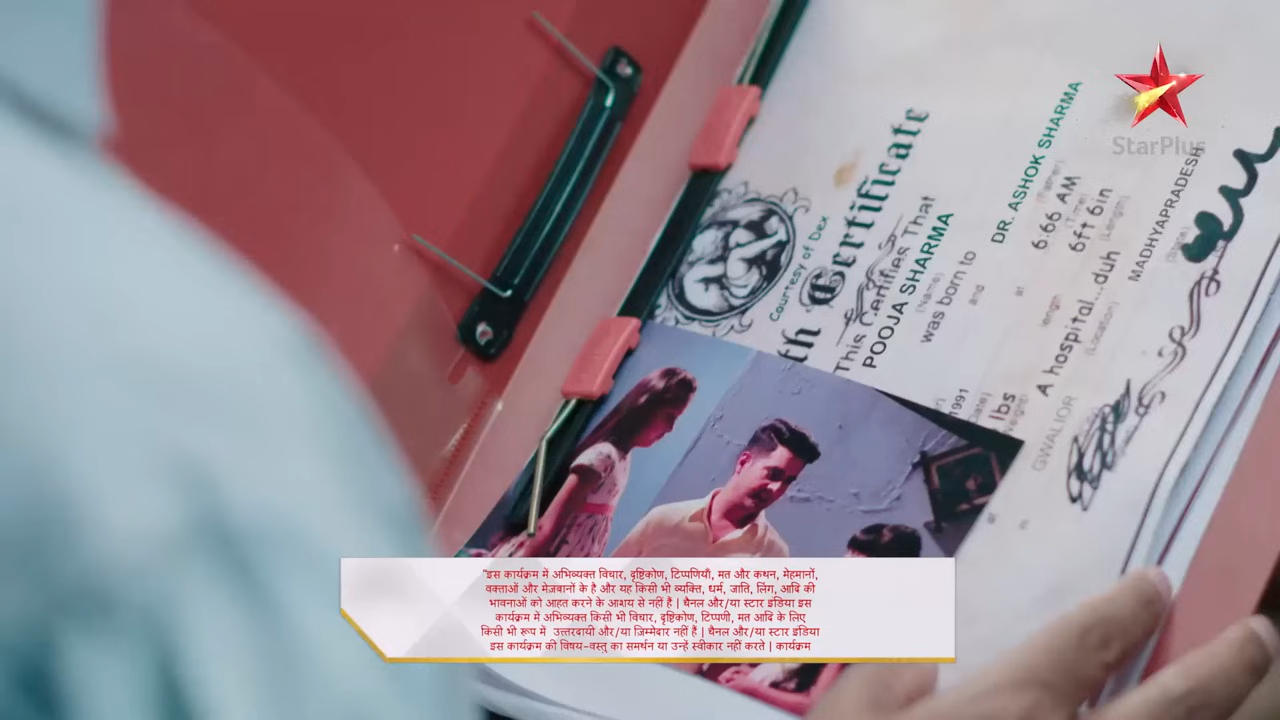 StarPlus
Courtesy of Dex
th Certificate
This Certifies That
POOJA SHARMA
(Name)
was born to
and
DR. ASHOK SHARMA
1991
at
6:66 AM
(Time)
lbs
length
6ft 6in
(Length)
at
A hospital...duh
(Location)
in
GWALIOR
MADHYAPRADESH
"इस कार्यक्रम में अभिव्यक्त विचार, दृष्टिकोण, टिप्पणियाँ, मत और कथन, मेहमानों,
वक्ताओं और मेज़बानों के है और यह किसी भी व्यक्ति, धर्म, जाति, लिंग, आदि की
भावनाओं को आहत करने के आशय से नहीं हैं | चैनल और/या स्टार इंडिया इस
कार्यक्रम में अभिव्यक्त किसी भी विचार, दृष्टिकोण, टिप्पणी, मत आदि के लिए
किसी भी रूप में उत्तरदायी और/या ज़िम्मेदार नहीं हैं | चैनल और/या स्टार इंडिया
इस कार्यक्रम की विषय-वस्तु का समर्थन या उन्हें स्वीकार नहीं करते | कार्यक्रम